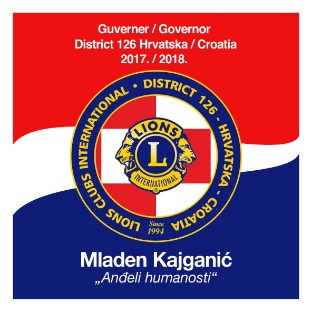 Guverner / Governor
District 126 Hrvatska / Croatia
2017. / 2018.
LIONS CLUBS INTERNATIONAL • DISTRICT 126 - HRVATSKA - CROATIA
LIONS
L
INTERNATIONAL
Since
1994
Mladen Kajganić
„Anđeli humanosti“